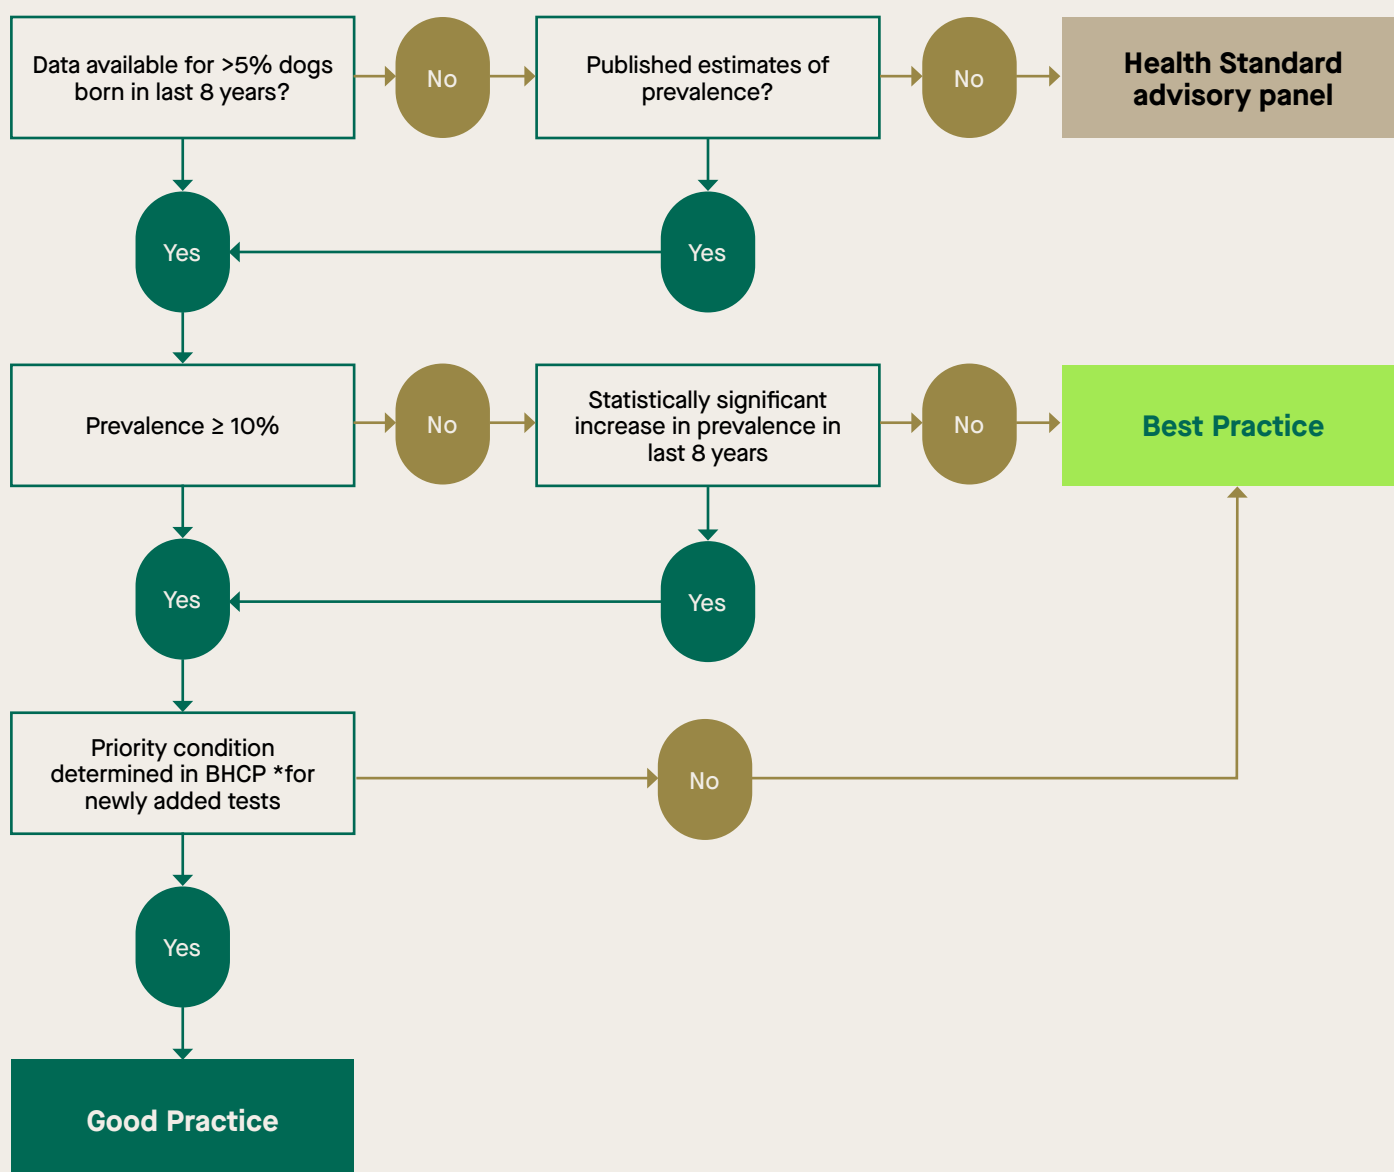 Data available for >5% dogs
born in last 8 years?
No
Published estimates of
prevalence?
No
Health Standard
advisory panel
Yes
Yes
Prevalence ≥ 10%
No
Statistically significant
increase in prevalence in
last 8 years
No
Best Practice
Yes
Yes
Priority condition
determined in BHCP *for
newly added tests
No
Yes
Good Practice